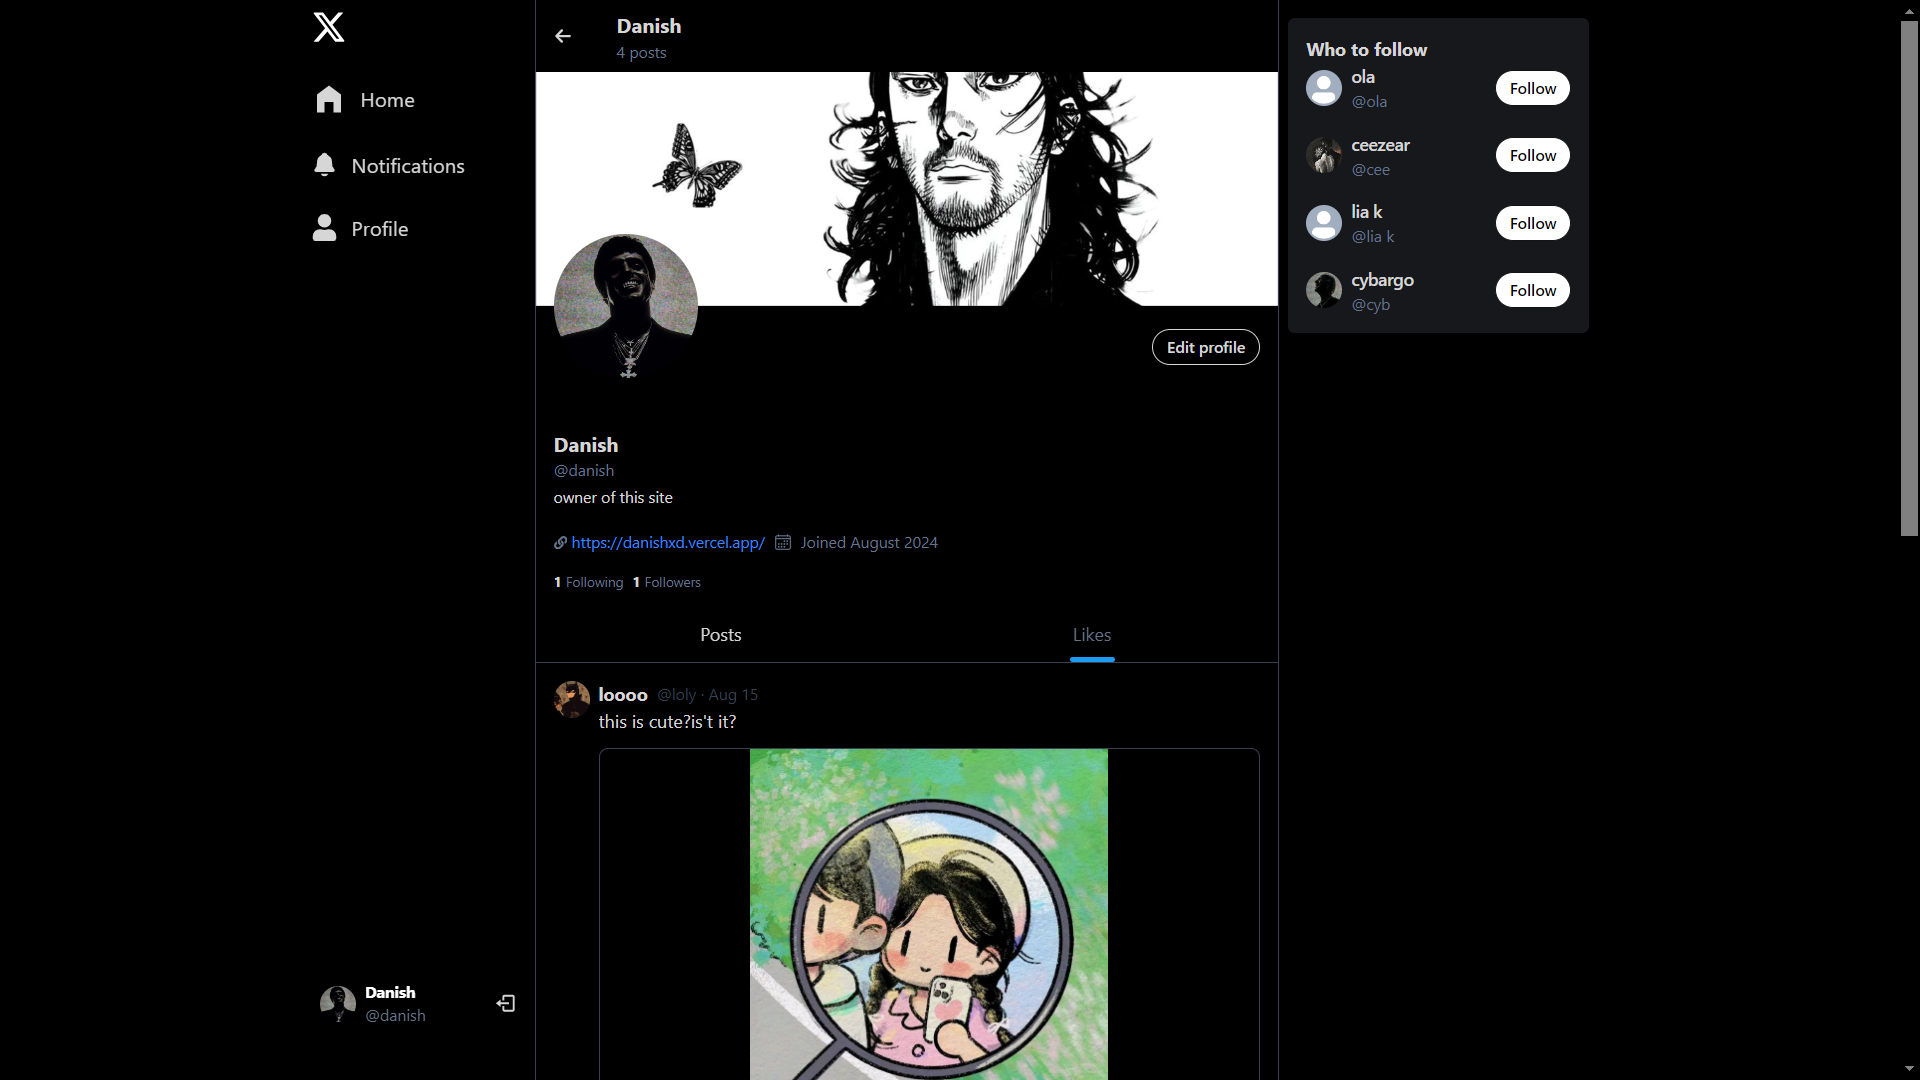 Home
Notifications
Profile
Danish
@danish
Danish
4 posts
Edit profile
Danish
@danish
owner of this site
https://danishxd.vercel.app/ Joined August 2024
1 Following 1 Followers
Posts Likes
loooo @loly · Aug 15
this is cute?is't it?
Who to follow
ola
@ola
Follow
ceezear
@cee
Follow
lia k
@lia k
Follow
cybargo
@cyb
Follow